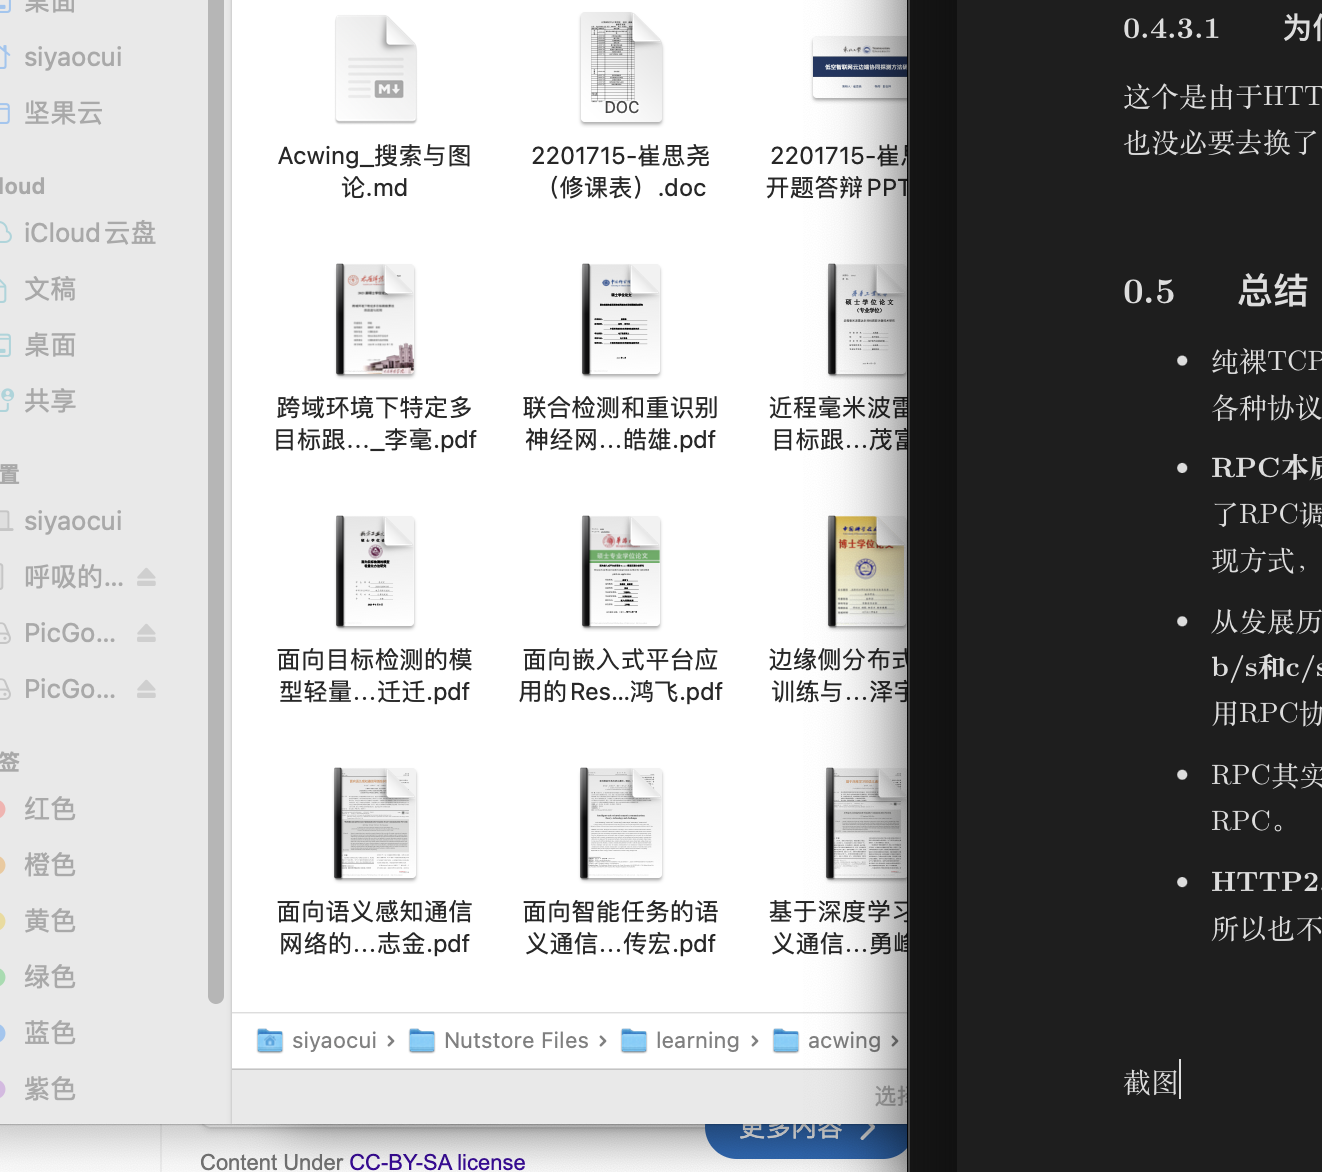 桌面
siyaocui
坚果云
loud
iCloud云盘
文稿
桌面
共享
置
siyaocui
呼吸的...
PicGo...
PicGo...
签
红色
橙色
黄色
绿色
蓝色
紫色
Acwing_搜索与图
论.md
DOC
2201715-崔思尧
（修课表）.doc
2201715-崔
开题答辩PPT
跨域环境下特定多
目标跟..._李毫.pdf
联合检测和重识别
神经网...皓雄.pdf
近程毫米波雷
目标跟...茂富
面向目标检测的模
型轻量...迁迁.pdf
面向嵌入式平台应
用的Res...鸿飞.pdf
边缘侧分布式
训练与...泽宇
面向语义感知通信
网络的...志金.pdf
面向智能任务的语
义通信...传宏.pdf
基于深度学习
义通信...勇峰
siyaocui › Nutstore Files › learning › acwing ›
选择
更多内容
Content Under CC-BY-SA license
0.4.3.1 为什
这个是由于HTT
也没必要去换了
0.5 总结
纯裸TCP
各种协议
RPC本质
了RPC调
现方式，
从发展历
b/s和c/s
用RPC协
RPC其实
RPC。
HTTP2.
所以也不
截图